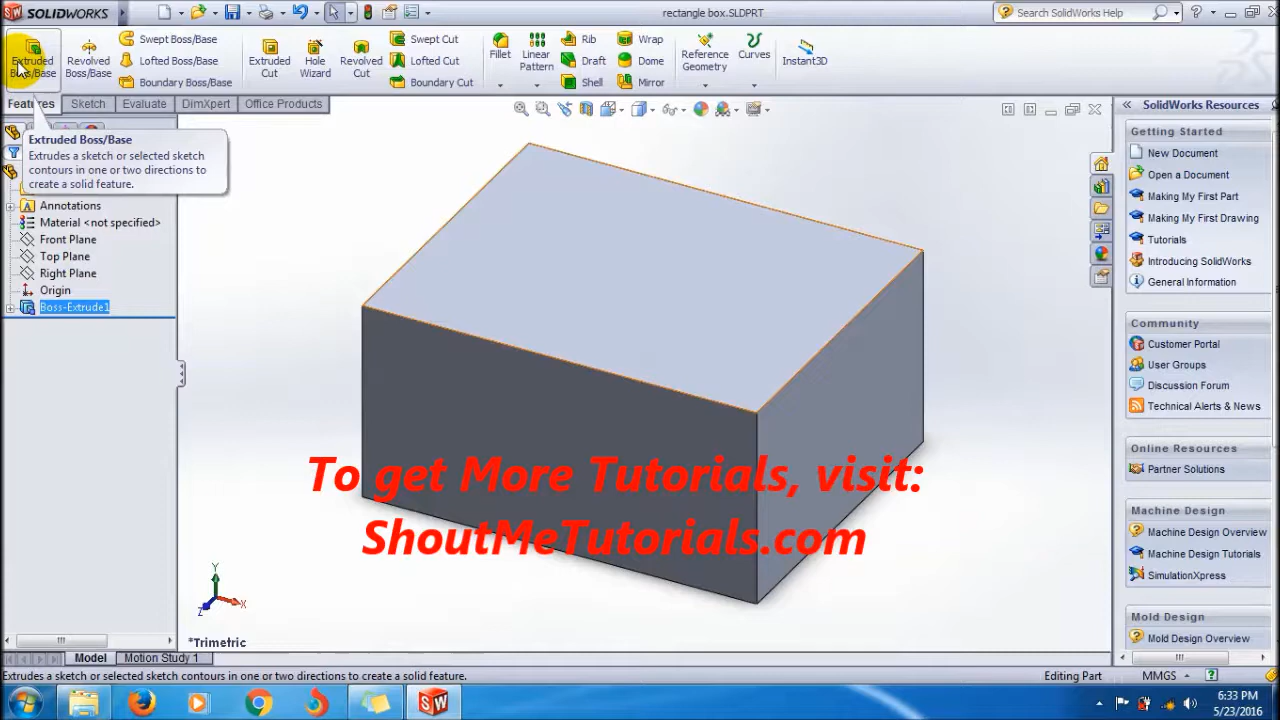 SOLIDWORKS
rectangle box.SLDPRT
Search SolidWorks Help
Extruded Boss/Base
Revolved Boss/Base
Swept Boss/Base
Lofted Boss/Base
Boundary Boss/Base
Extruded Cut
Hole Wizard
Revolved Cut
Swept Cut
Lofted Cut
Boundary Cut
Fillet
Linear Pattern
Rib
Draft
Shell
Wrap
Dome
Mirror
Reference Geometry
Curves
Instant3D
Features
Sketch
Evaluate
DimXpert
Office Products
Extruded Boss/Base
Extrudes a sketch or selected sketch
contours in one or two directions to
create a solid feature.
Annotations
Material <not specified>
Front Plane
Top Plane
Right Plane
Origin
Boss-Extrude1
To get More Tutorials, visit:
ShoutMeTutorials.com
Y
X
Z
*Trimetric
SolidWorks Resources
Getting Started
New Document
Open a Document
Making My First Part
Making My First Drawing
Tutorials
Introducing SolidWorks
General Information
Community
Customer Portal
User Groups
Discussion Forum
Technical Alerts & News
Online Resources
Partner Solutions
Machine Design
Machine Design Overview
Machine Design Tutorials
SimulationXpress
Mold Design
Mold Design Overview
Model
Motion Study 1
Extrudes a sketch or selected sketch contours in one or two directions to create a solid feature.
Editing Part
MMGS
6:33 PM
5/23/2016